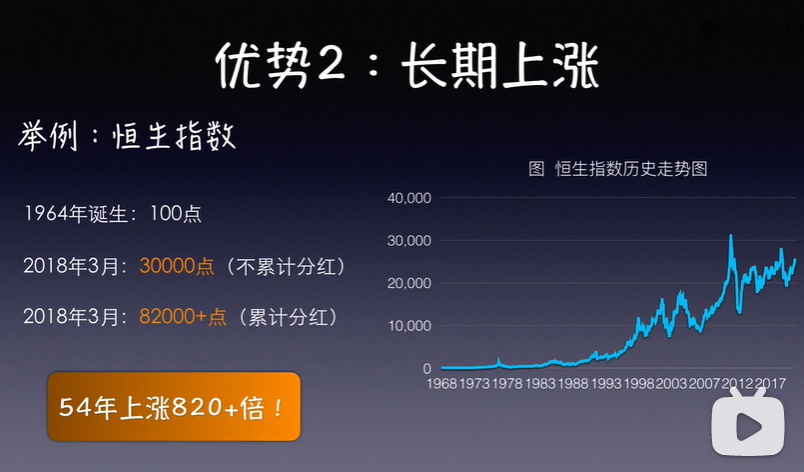 优势2：长期上涨
举例：恒生指数
1964年诞生：100点
2018年3月：30000点（不累计分红）
2018年3月：82000+点（累计分红）
54年上涨820+倍！
图 恒生指数历史走势图
40,000
30,000
20,000
10,000
0
1968 1973 1978 1983 1988 1993 1998 2003 2007 2012 2017